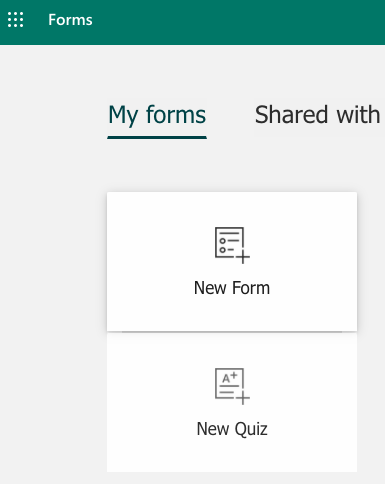 Forms
My forms
Shared with
New Form
A+
New Quiz